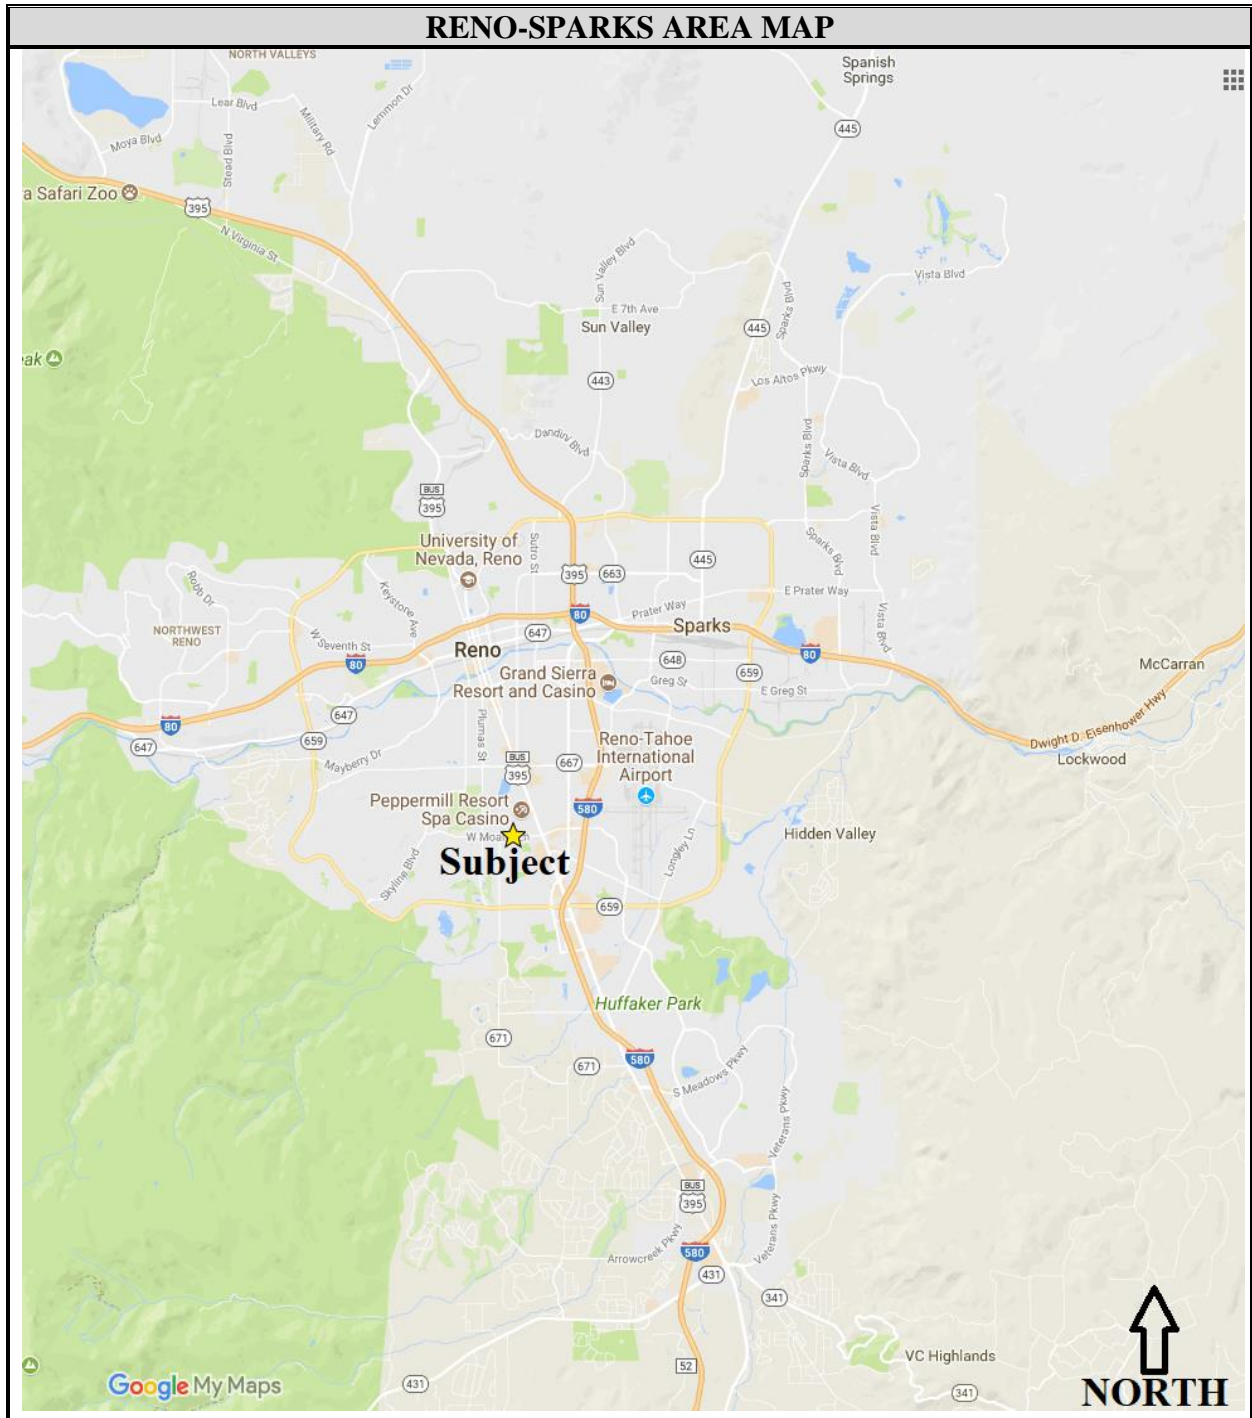 RENO-SPARKS AREA MAP
NORTH VALLEYS
Spanish
Springs
Lear Blvd
Military Rd
Lemmon Dr
Moya Blvd
Stead Blvd
445
a Safari Zoo
395
N Virginia St
Sun Valley Blvd
Vista Blvd
E 7th Ave
Sparks Blvd
Sun Valley
445
eak
443
Los Altos Pkwy
Dandini Blvd
Sparks Blvd
Vista Blvd
BUS
395
Vista Blvd
University of
Nevada, Reno
Sutro St
Sparks Blvd
445
395
663
Robb Dr
Keystone Ave
E Prater Way
Prater Way
80
Vista Blvd
NORTHWEST
RENO
W Seventh St
647
Sparks
Reno
80
80
648
659
McCarran
Grand Sierra
Resort and Casino
Greg St
E Greg St
647
80
647
659
Plumas St
Dwight D. Eisenhower Hwy
Lockwood
Mayberry Dr
BUS
395
667
Reno-Tahoe
International
Airport
Peppermill Resort
Spa Casino
580
W Moa
Hidden Valley
Longley Ln
Subject
Skyline Blvd
659
Huffaker Park
671
671
580
S Meadows Pkwy
Veterans Pkwy
BUS
395
Veterans Pkwy
Arrowcreek Pkwy
580
431
341
VC Highlands
52
Google My Maps
431
341
NORTH